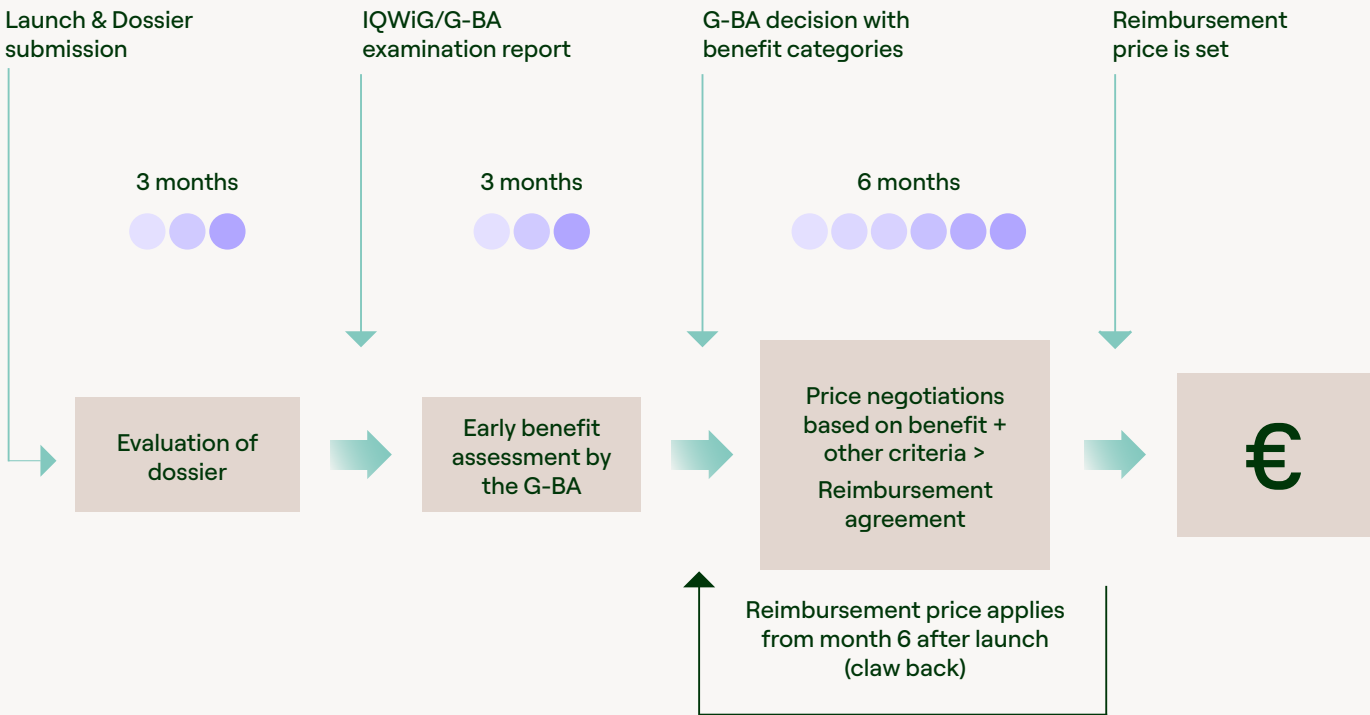 Launch & Dossier
submission
IQWiG/G-BA
examination report
G-BA decision with
benefit categories
Reimbursement
price is set
3 months
3 months
6 months
Evaluation of
dossier
Early benefit
assessment by
the G-BA
Price negotiations
based on benefit +
other criteria >
Reimbursement
agreement
€
Reimbursement price applies
from month 6 after launch
(claw back)